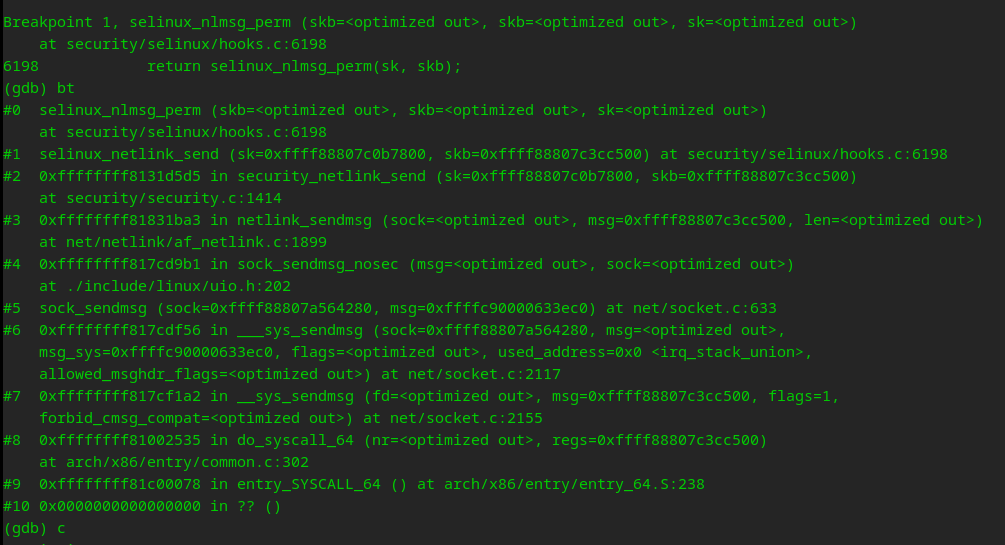 Breakpoint 1, selinux_nlmsg_perm (skb=<optimized out>, skb=<optimized out>, sk=<optimized out>)
    at security/selinux/hooks.c:6198
6198            return selinux_nlmsg_perm(sk, skb);
(gdb) bt
#0  selinux_nlmsg_perm (skb=<optimized out>, skb=<optimized out>, sk=<optimized out>)
    at security/selinux/hooks.c:6198
#1  selinux_netlink_send (sk=0xffff88807c0b7800, skb=0xffff88807c3cc500) at security/selinux/hooks.c:6198
#2  0xffffffff8131d5d5 in security_netlink_send (sk=0xffff88807c0b7800, skb=0xffff88807c3cc500)
    at security/security.c:1414
#3  0xffffffff81831ba3 in netlink_sendmsg (sock=<optimized out>, msg=0xffff88807c3cc500, len=<optimized out>)
    at net/netlink/af_netlink.c:1899
#4  0xffffffff817cd9b1 in sock_sendmsg_nosec (msg=<optimized out>, sock=<optimized out>)
    at ./include/linux/uio.h:202
#5  sock_sendmsg (sock=0xffff88807a564280, msg=0xffffc90000633ec0) at net/socket.c:633
#6  0xffffffff817cdf56 in ___sys_sendmsg (sock=0xffff88807a564280, msg=<optimized out>,
    msg_sys=0xffffc90000633ec0, flags=<optimized out>, used_address=0x0 <irq_stack_union>,
    allowed_msghdr_flags=<optimized out>) at net/socket.c:2117
#7  0xffffffff817cf1a2 in __sys_sendmsg (fd=<optimized out>, msg=0xffff88807c3cc500, flags=1,
    forbid_cmsg_compat=<optimized out>) at net/socket.c:2155
#8  0xffffffff81002535 in do_syscall_64 (nr=<optimized out>, regs=0xffff88807c3cc500)
    at arch/x86/entry/common.c:302
#9  0xffffffff81c00078 in entry_SYSCALL_64 () at arch/x86/entry/entry_64.S:238
#10 0x0000000000000000 in ?? ()
(gdb) c